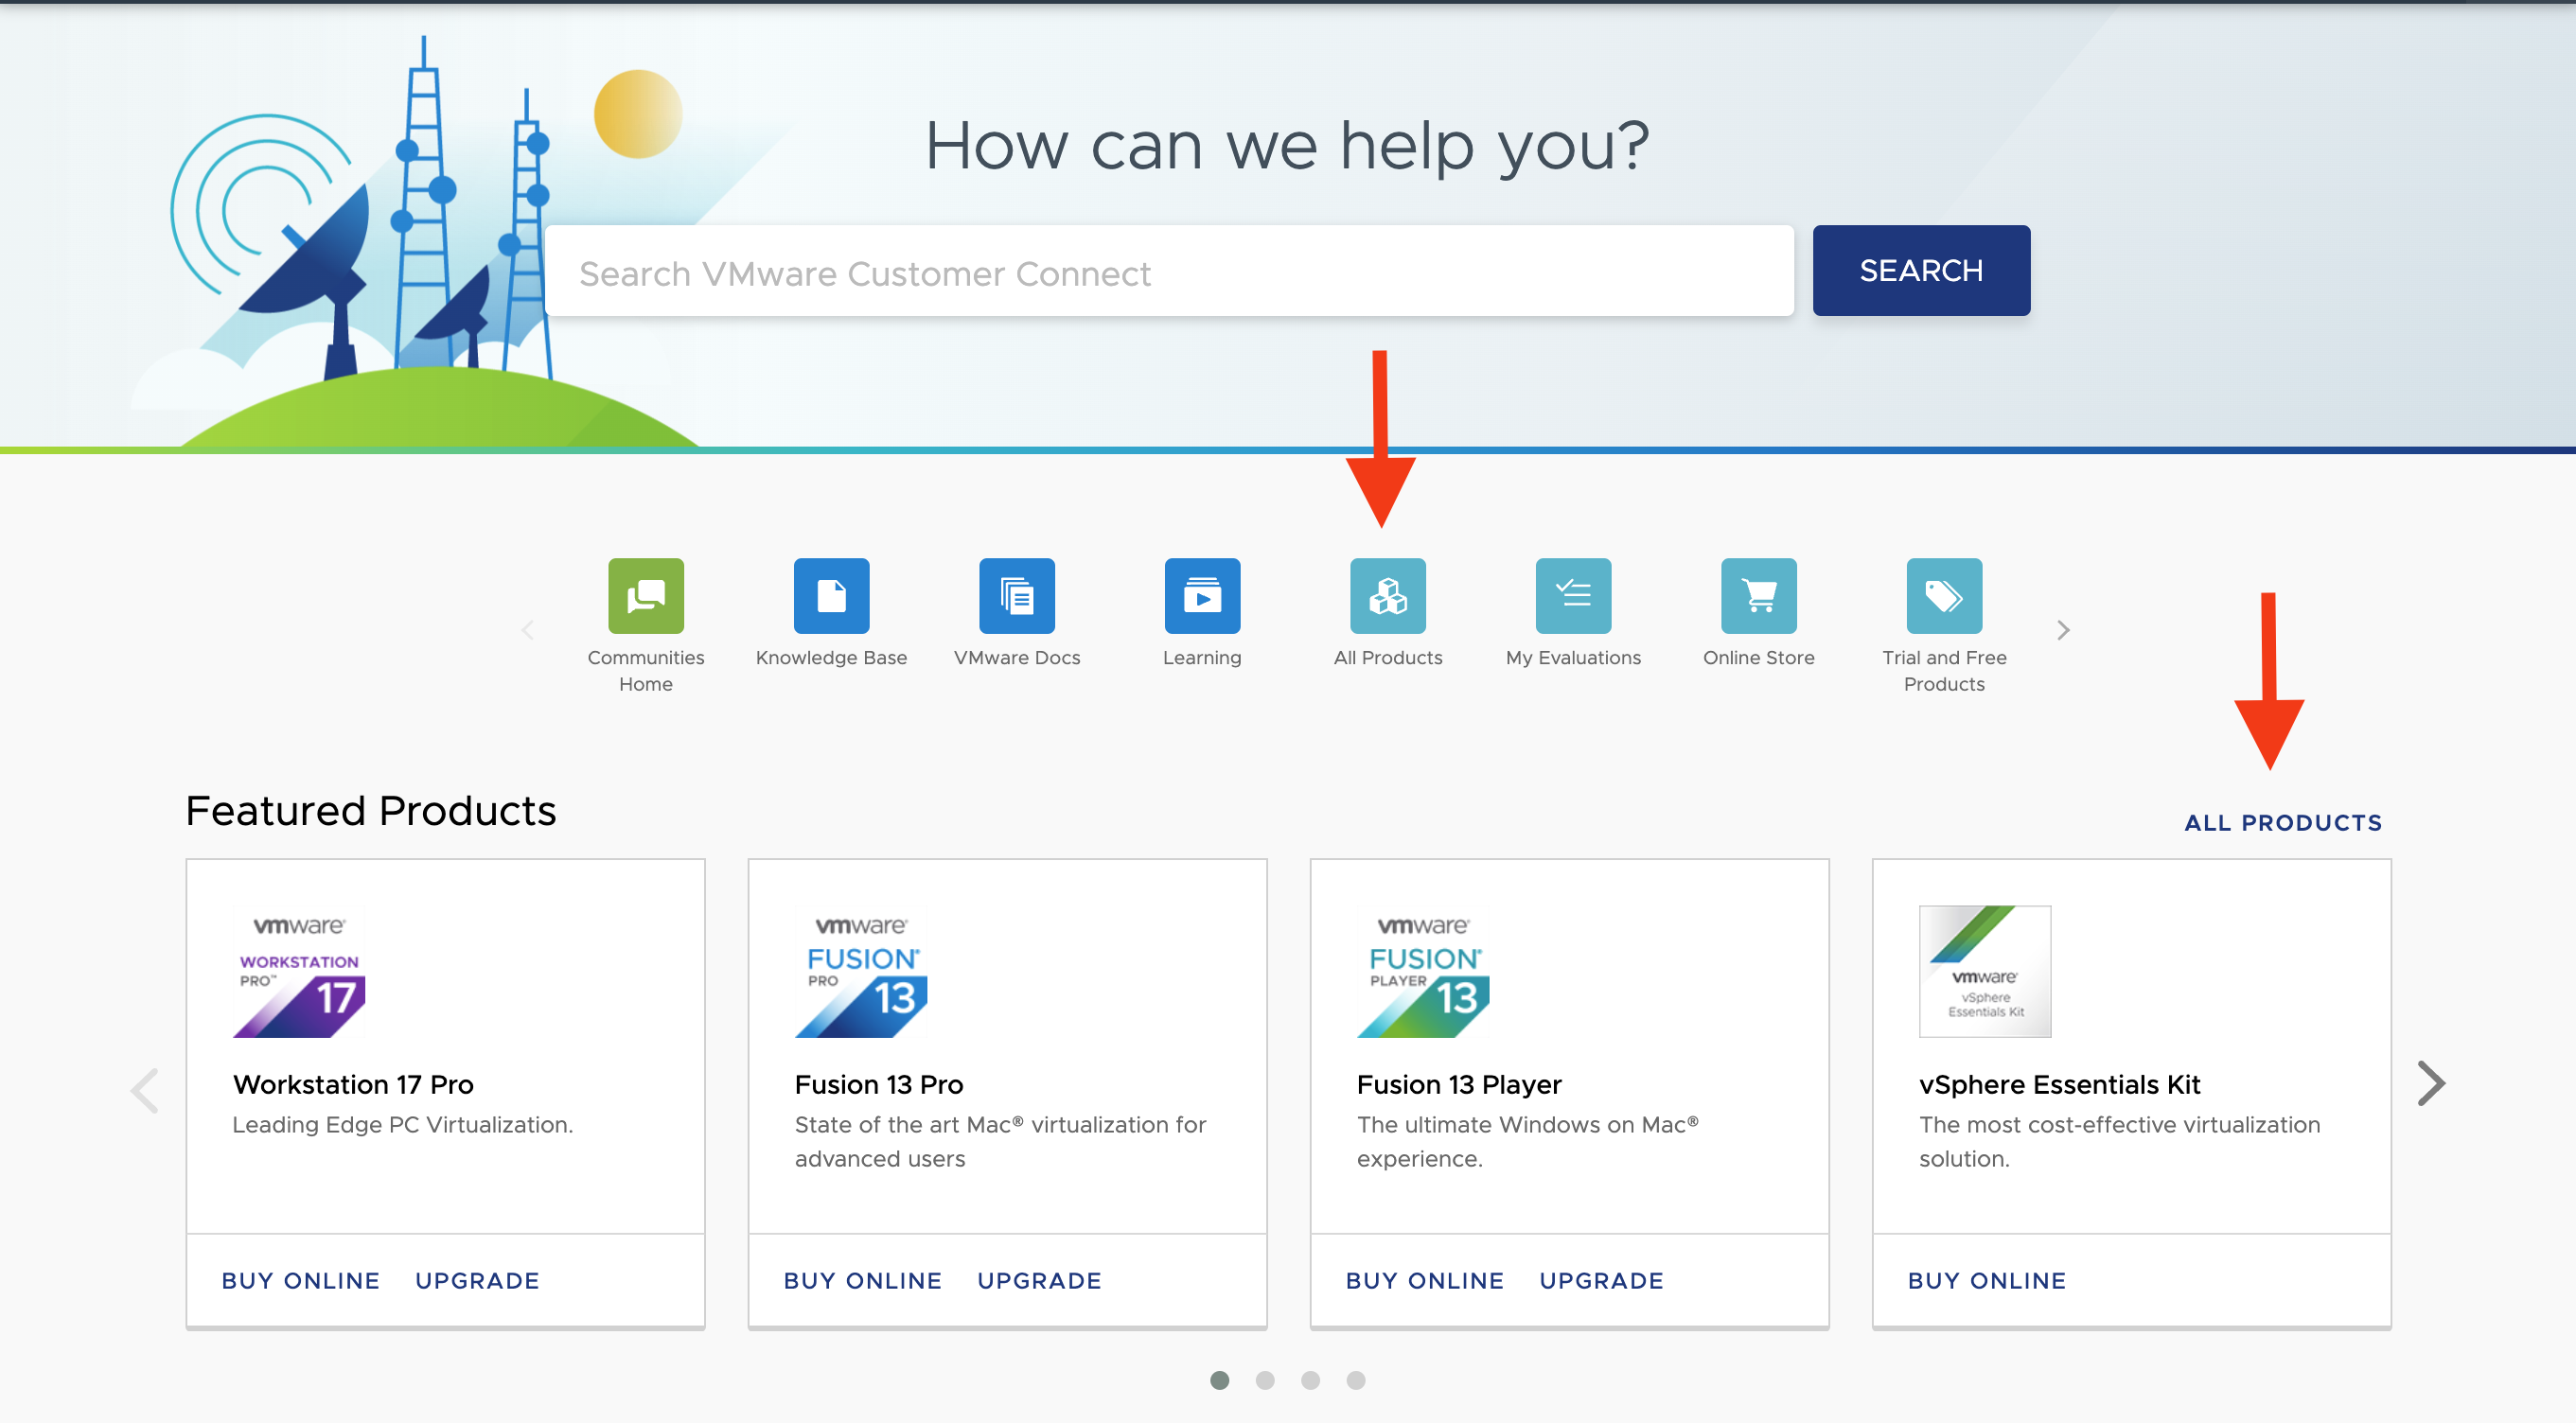 How can we help you?
Search VMware Customer Connect
SEARCH
Communities
Home
Knowledge Base
VMware Docs
Learning
All Products
My Evaluations
Online Store
Trial and Free
Products
Featured Products
ALL PRODUCTS
vmware®
WORKSTATION
PRO™
17
Workstation 17 Pro
Leading Edge PC Virtualization.
BUY ONLINE UPGRADE
vmware®
FUSION®
PRO
13
Fusion 13 Pro
State of the art Mac® virtualization for
advanced users
BUY ONLINE UPGRADE
vmware®
FUSION®
PLAYER
13
Fusion 13 Player
The ultimate Windows on Mac®
experience.
BUY ONLINE UPGRADE
vmware®
vSphere
Essentials Kit
vSphere Essentials Kit
The most cost-effective virtualization
solution.
BUY ONLINE